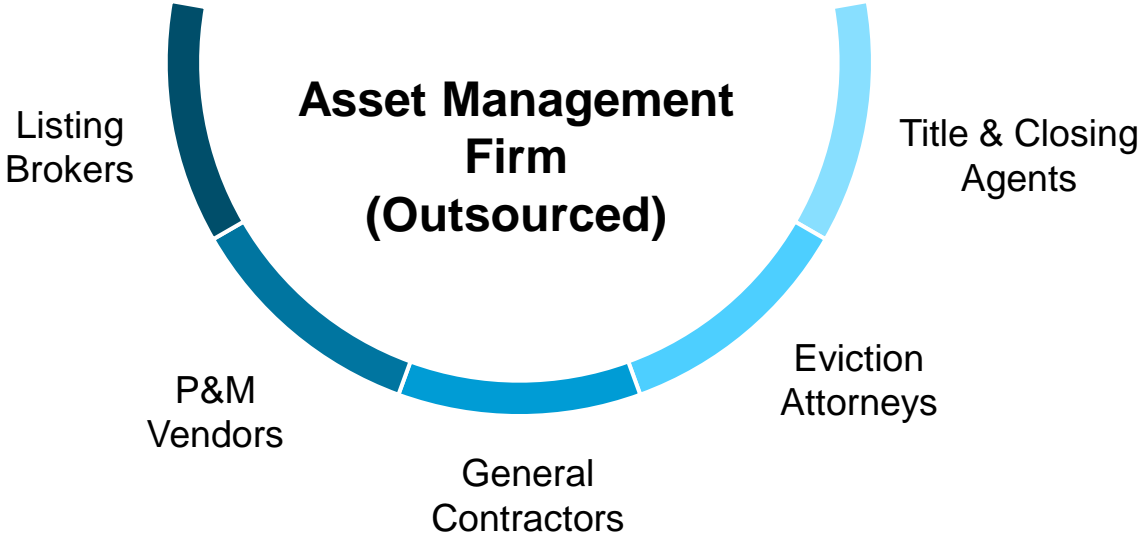 Asset Management
Firm
(Outsourced)
Listing
Brokers
P&M
Vendors
General
Contractors
Eviction
Attorneys
Title & Closing
Agents